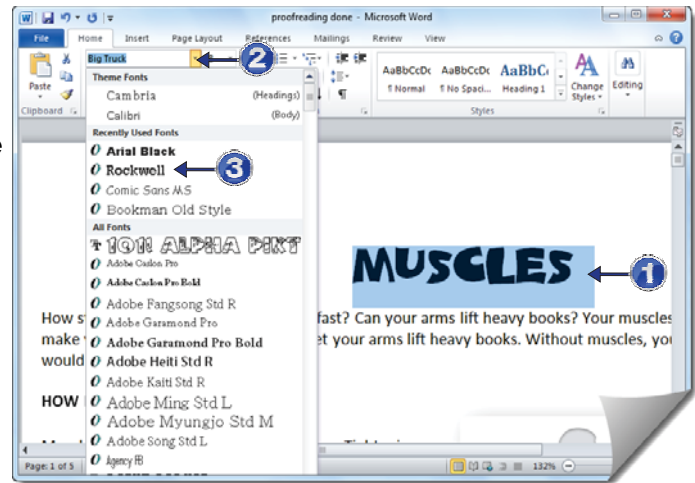 proofreading done - Microsoft Word
File Home Insert Page Layout References Mailings Review View
Big Truck
2
Paste
Clipboard
AaBbCcDc AaBbCcDc AaBbC
¶ Normal ¶ No Spaci... Heading 1
Change Styles
Editing
Styles
Theme Fonts
Cambria (Headings)
Calibri (Body)
Recently Used Fonts
Arial Black
Rockwell
3
Comic Sans MS
Bookman Old Style
All Fonts
101! ALPHA PIKT
Adobe Caslon Pro
Adobe Caslon Pro Bold
Adobe Fangsong Std R
Adobe Garamond Pro
Adobe Garamond Pro Bold
Adobe Heiti Std R
Adobe Kaiti Std R
Adobe Ming Std L
Adobe Myungjo Std M
Adobe Song Std L
Agency FB
MUSCLES
1
How s fast? Can your arms lift heavy books? Your muscles
make et your arms lift heavy books. Without muscles, you
would
HOW
Page: 1 of 5
132%